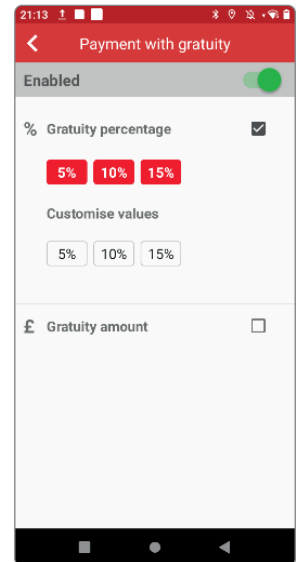 21:13
Payment with gratuity
Enabled
% Gratuity percentage
5% 10% 15%
Customise values
5% 10% 15%
£ Gratuity amount